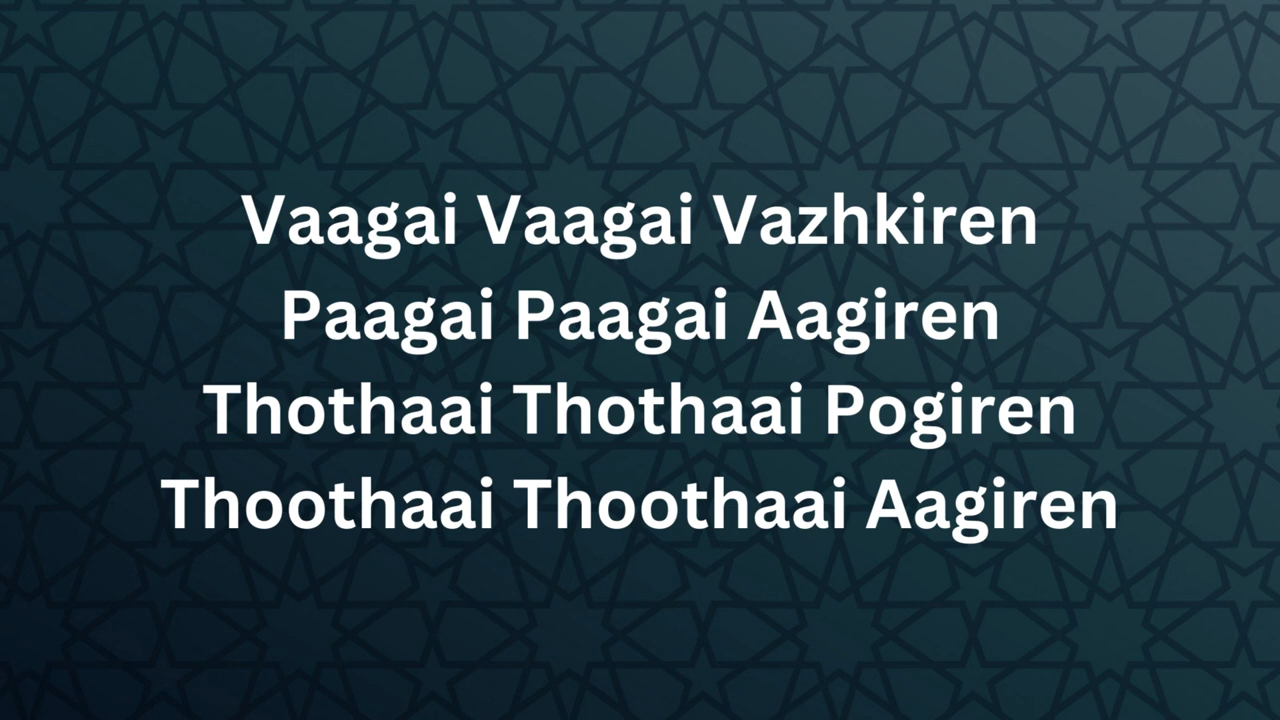 Vaagai Vaagai Vazhkiren
Paagai Paagai Aagiren
Thothaai Thothaai Pogiren
Thoothaai Thoothaai Aagiren